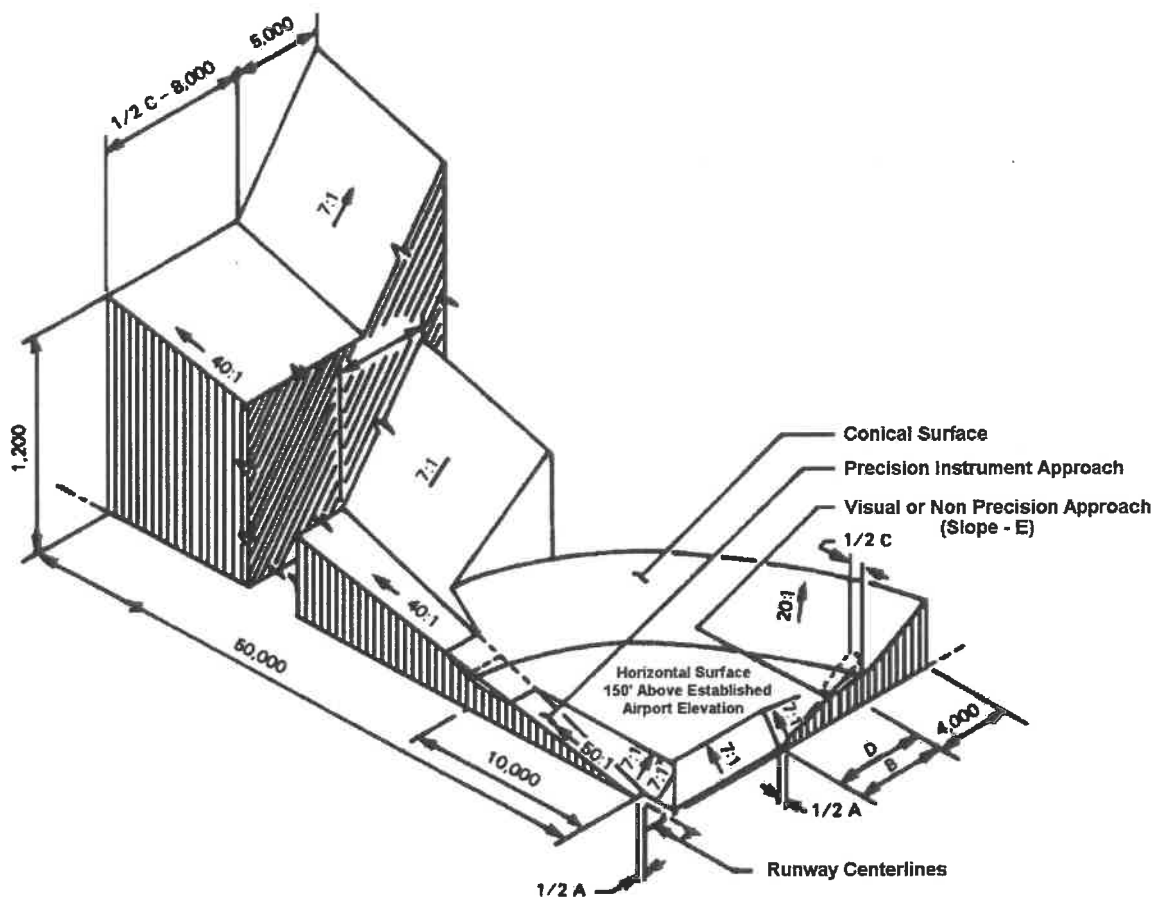 5,000
1/2 C – 8,000
7:1
40:1
1,200
7:1
Conical Surface
Precision Instrument Approach
Visual or Non Precision Approach
(Slope - E)
1/2 C
20:1
40:1
Horizontal Surface
150' Above Established
Airport Elevation
50,000
10,000
50:1
7:1
7:1
7:1
7:1
4,000
D
B
1/2 A
Runway Centerlines
1/2 A